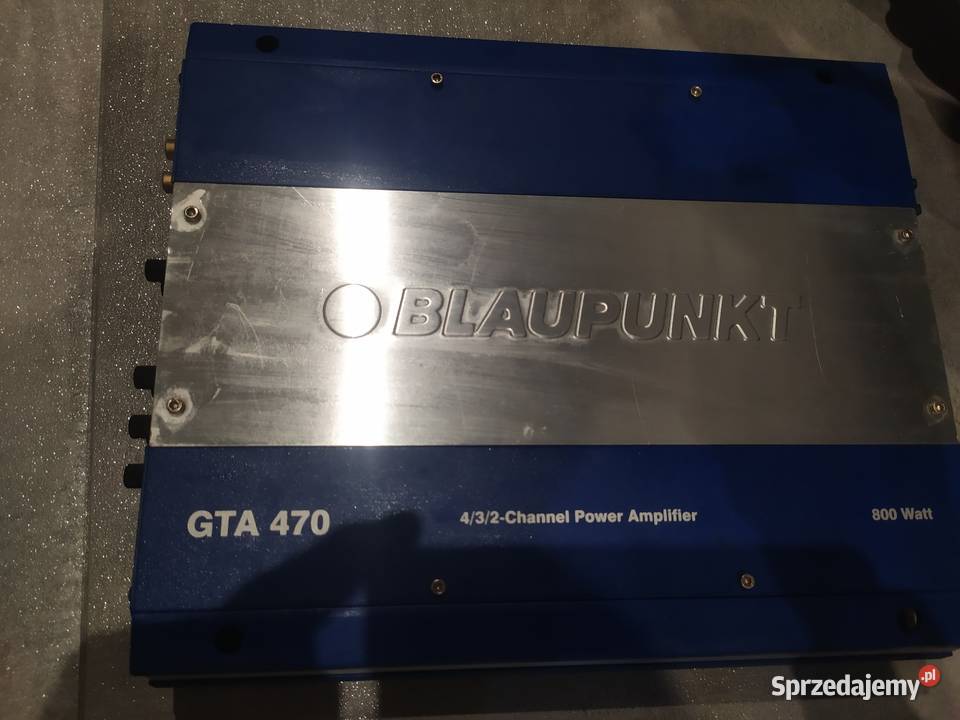 BLAUPUNKT
GTA 470
4/3/2-Channel Power Amplifier
800 Watt
Sprzedajemy.pl